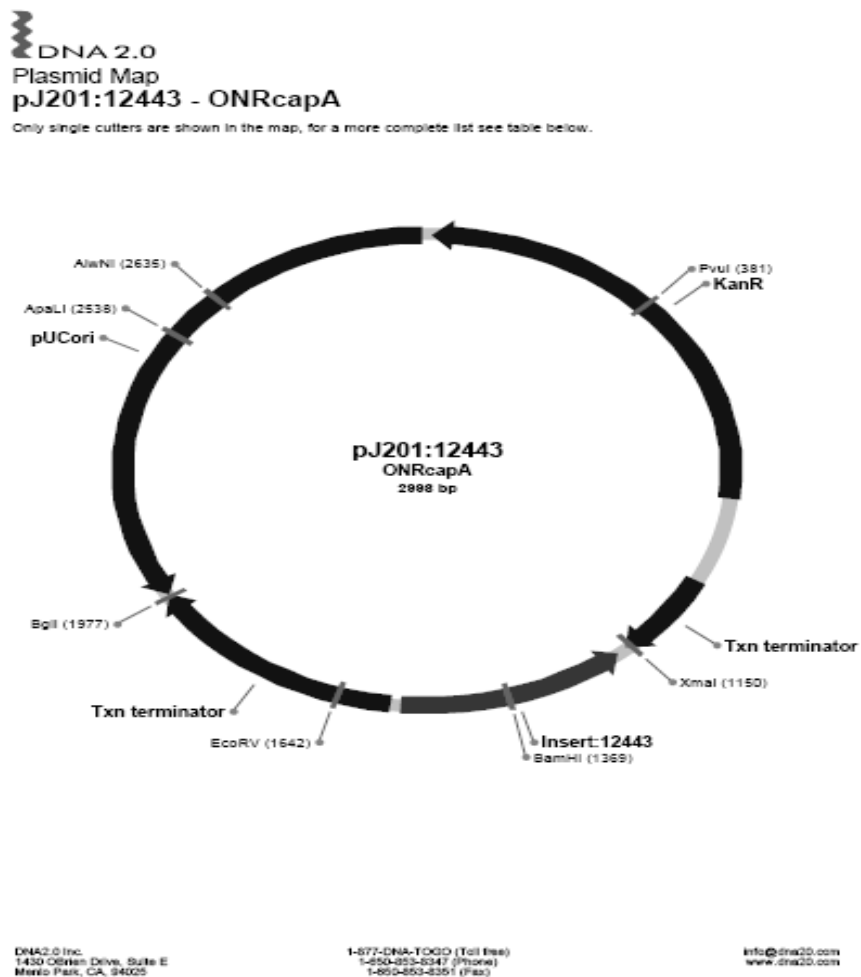 DNA 2.0
Plasmid Map
pJ201:12443 - ONRcapA
Only single cutters are shown in the map, for a more complete list see table below.
AlwNI (2635)
PvuI (381)
KanR
ApaLI (2538)
pUCori
pJ201:12443
ONRcapA
2998 bp
BglI (1977)
Txn terminator
XmaI (1150)
Txn terminator
EcoRV (1642)
Insert:12443
BamHI (1369)
DNA2.0 Inc.
1430 OBrien Drive, Suite E
Menlo Park, CA, 94025
1-877-DNA-TOGO (Toll free)
1-650-853-8347 (Phone)
1-650-853-8351 (Fax)
info@dna20.com
www.dna20.com